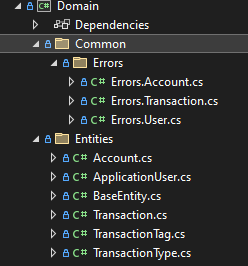 C# Domain
Dependencies
Common
Errors
C# Errors.Account.cs
C# Errors.Transaction.cs
C# Errors.User.cs
Entities
C# Account.cs
C# ApplicationUser.cs
C# BaseEntity.cs
C# Transaction.cs
C# TransactionTag.cs
C# TransactionType.cs